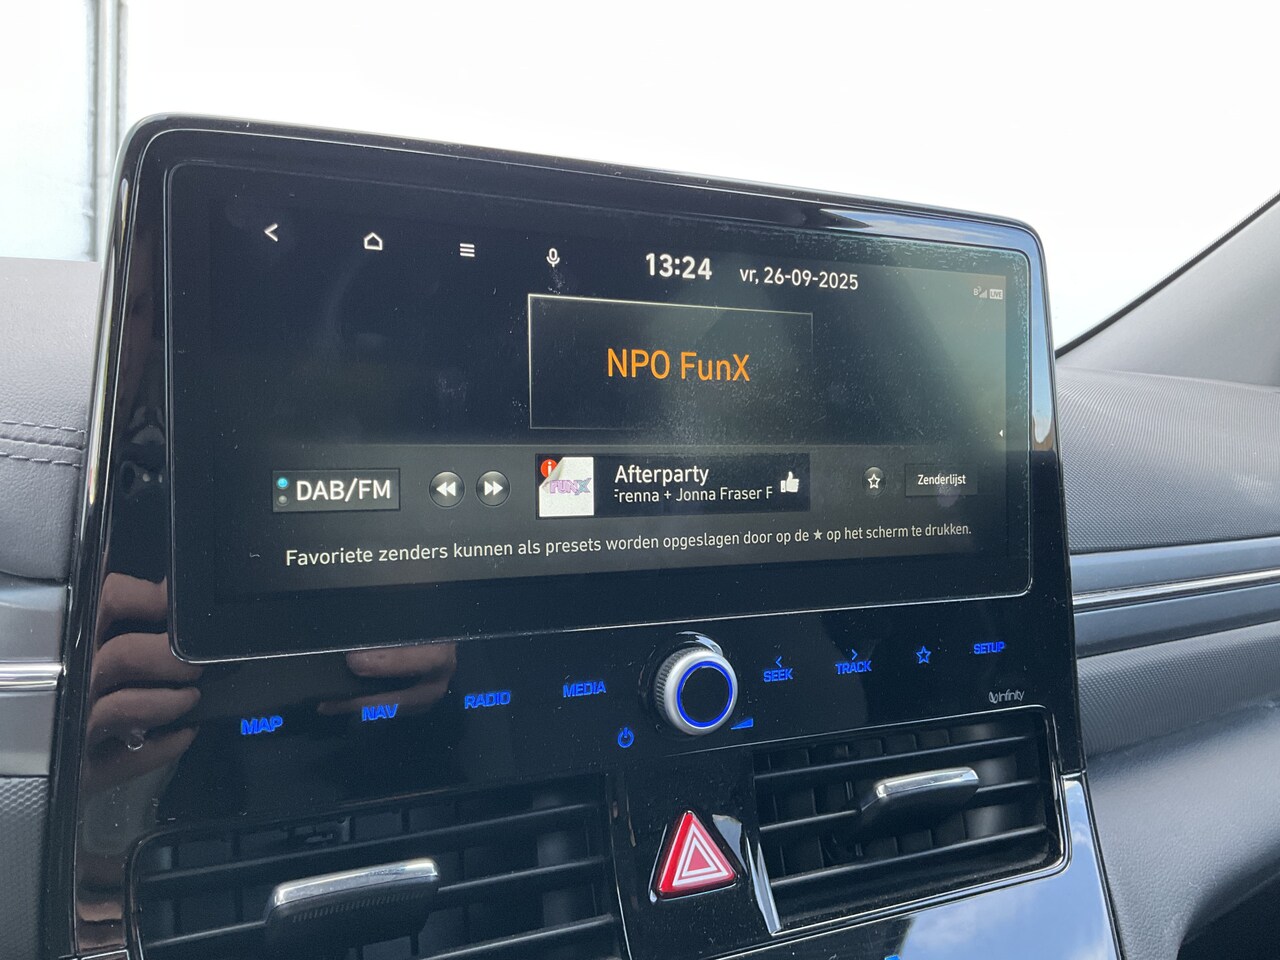 13:24 vr, 26-09-2025
LIVE
NPO FunX
DAB/FM
FUNX
Afterparty
Frenna + Jonna Fraser F
Zenderlijst
Favoriete zenders kunnen als presets worden opgeslagen door op de ★ op het scherm te drukken.
MAP NAV RADIO MEDIA SEEK TRACK SETUP
Infinity